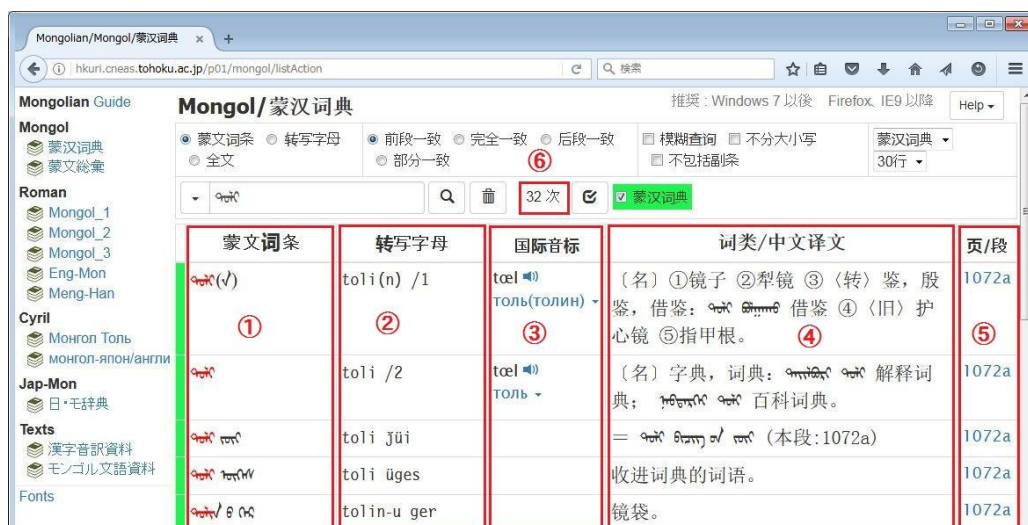 Mongolian/Mongol/蒙汉词典 × +
hkuri.cneas.tohoku.ac.jp/p01/mongol/listAction
検索
Mongolian Guide
Mongol
蒙汉词典
蒙文総彙
Roman
Mongol_1
Mongol_2
Mongol_3
Eng-Mon
Meng-Han
Cyril
Монгол Толь
монгол-япон/англи
Jap-Mon
日・モ辞典
Texts
漢字音訳資料
モンゴル文語資料
Fonts
Mongol/蒙汉词典
推奨 : Windows 7 以後 Firefox, IE9 以降
Help
蒙文词条 转写字母 前段一致 完全一致 后段一致 模糊查询 不分大小写 蒙汉词典
全文 部分一致 ⑥ 不包括副条 30行
ᠲᠣᠯᠢ 32 次 蒙汉词典
蒙文词条 转写字母 国际音标 词类/中文译文 页/段
ᠲᠣᠯᠢ(√) toli(n) /1 tœl 〔名〕①镜子 ②犁镜 ③〈转〉鉴，殷 1072a
толь(толин) 鉴，借鉴：ᠲᠣᠯᠢ 借鉴 ④〈旧〉护
① ② ③ 心镜 ⑤指甲根。 ④ ⑤
ᠲᠣᠯᠢ toli /2 tœl 〔名〕字典，词典：ᠲᠣᠯᠢ 解释词 1072a
толь 典；ᠲᠣᠯᠢ 百科词典。
ᠲᠣᠯᠢ toli jüi ＝ ᠲᠣᠯᠢ (本段:1072a) 1072a
ᠲᠣᠯᠢ toli üges 收进词典的词语。 1072a
tolin-u ger 镜袋。 1072a